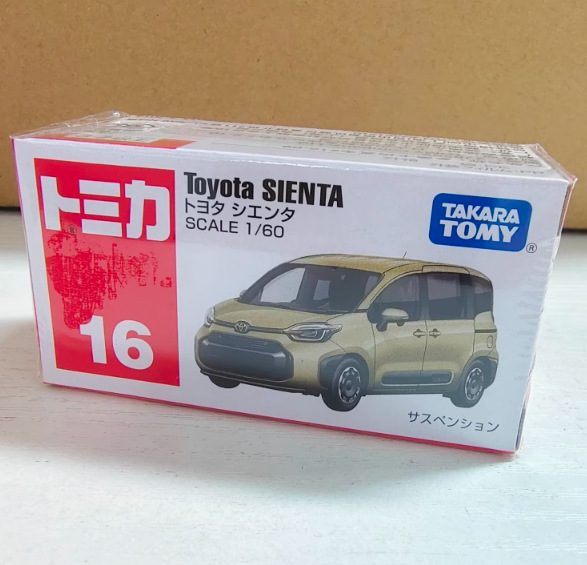 トミカ
16
Toyota SIENTA
トヨタ シエンタ
SCALE 1/60
TAKARA
TOMY
®
サスペンション